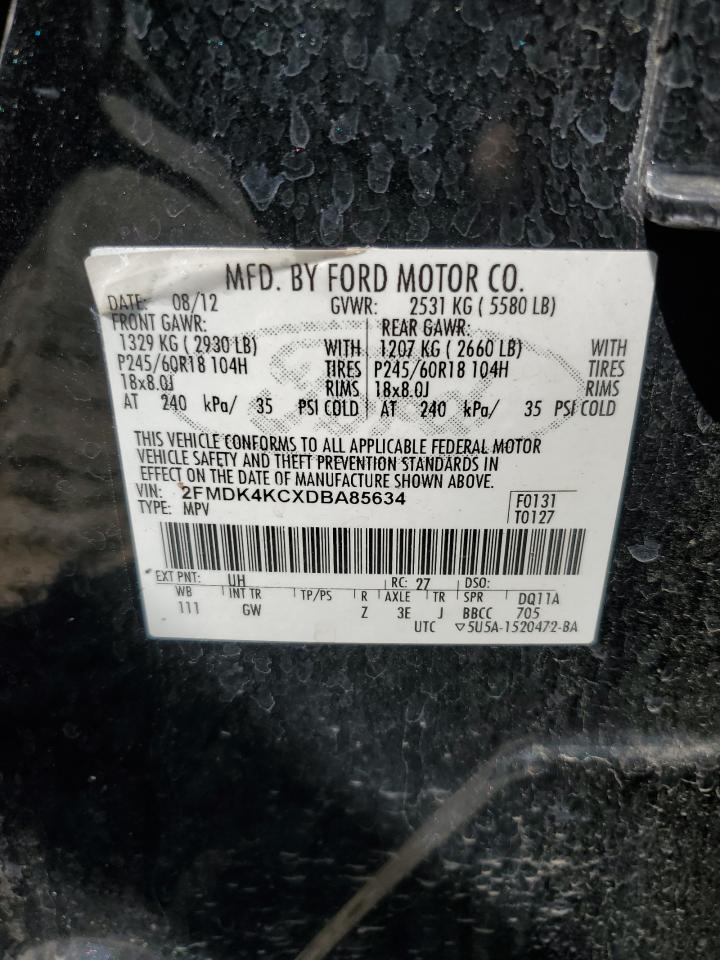 MFD. BY FORD MOTOR CO.
DATE: 08/12 GVWR: 2531 KG ( 5580 LB)
FRONT GAWR: REAR GAWR:
1329 KG ( 2930 LB) WITH 1207 KG ( 2660 LB) WITH
P245/60R18 104H TIRES P245/60R18 104H TIRES
18x8.0J RIMS 18x8.0J RIMS
AT 240 kPa/ 35 PSI COLD AT 240 kPa/ 35 PSI COLD
Ford
THIS VEHICLE CONFORMS TO ALL APPLICABLE FEDERAL MOTOR
VEHICLE SAFETY AND THEFT PREVENTION STANDARDS IN
EFFECT ON THE DATE OF MANUFACTURE SHOWN ABOVE.
VIN: 2FMDK4KCXDBA85634 F0131
TYPE: MPV T0127
EXT PNT: UH RC: 27 DSO:
WB INT TR TP/PS R AXLE TR SPR DQ11A
111 GW Z 3E J BBCC 705
UTC ▽5U5A-1520472-BA